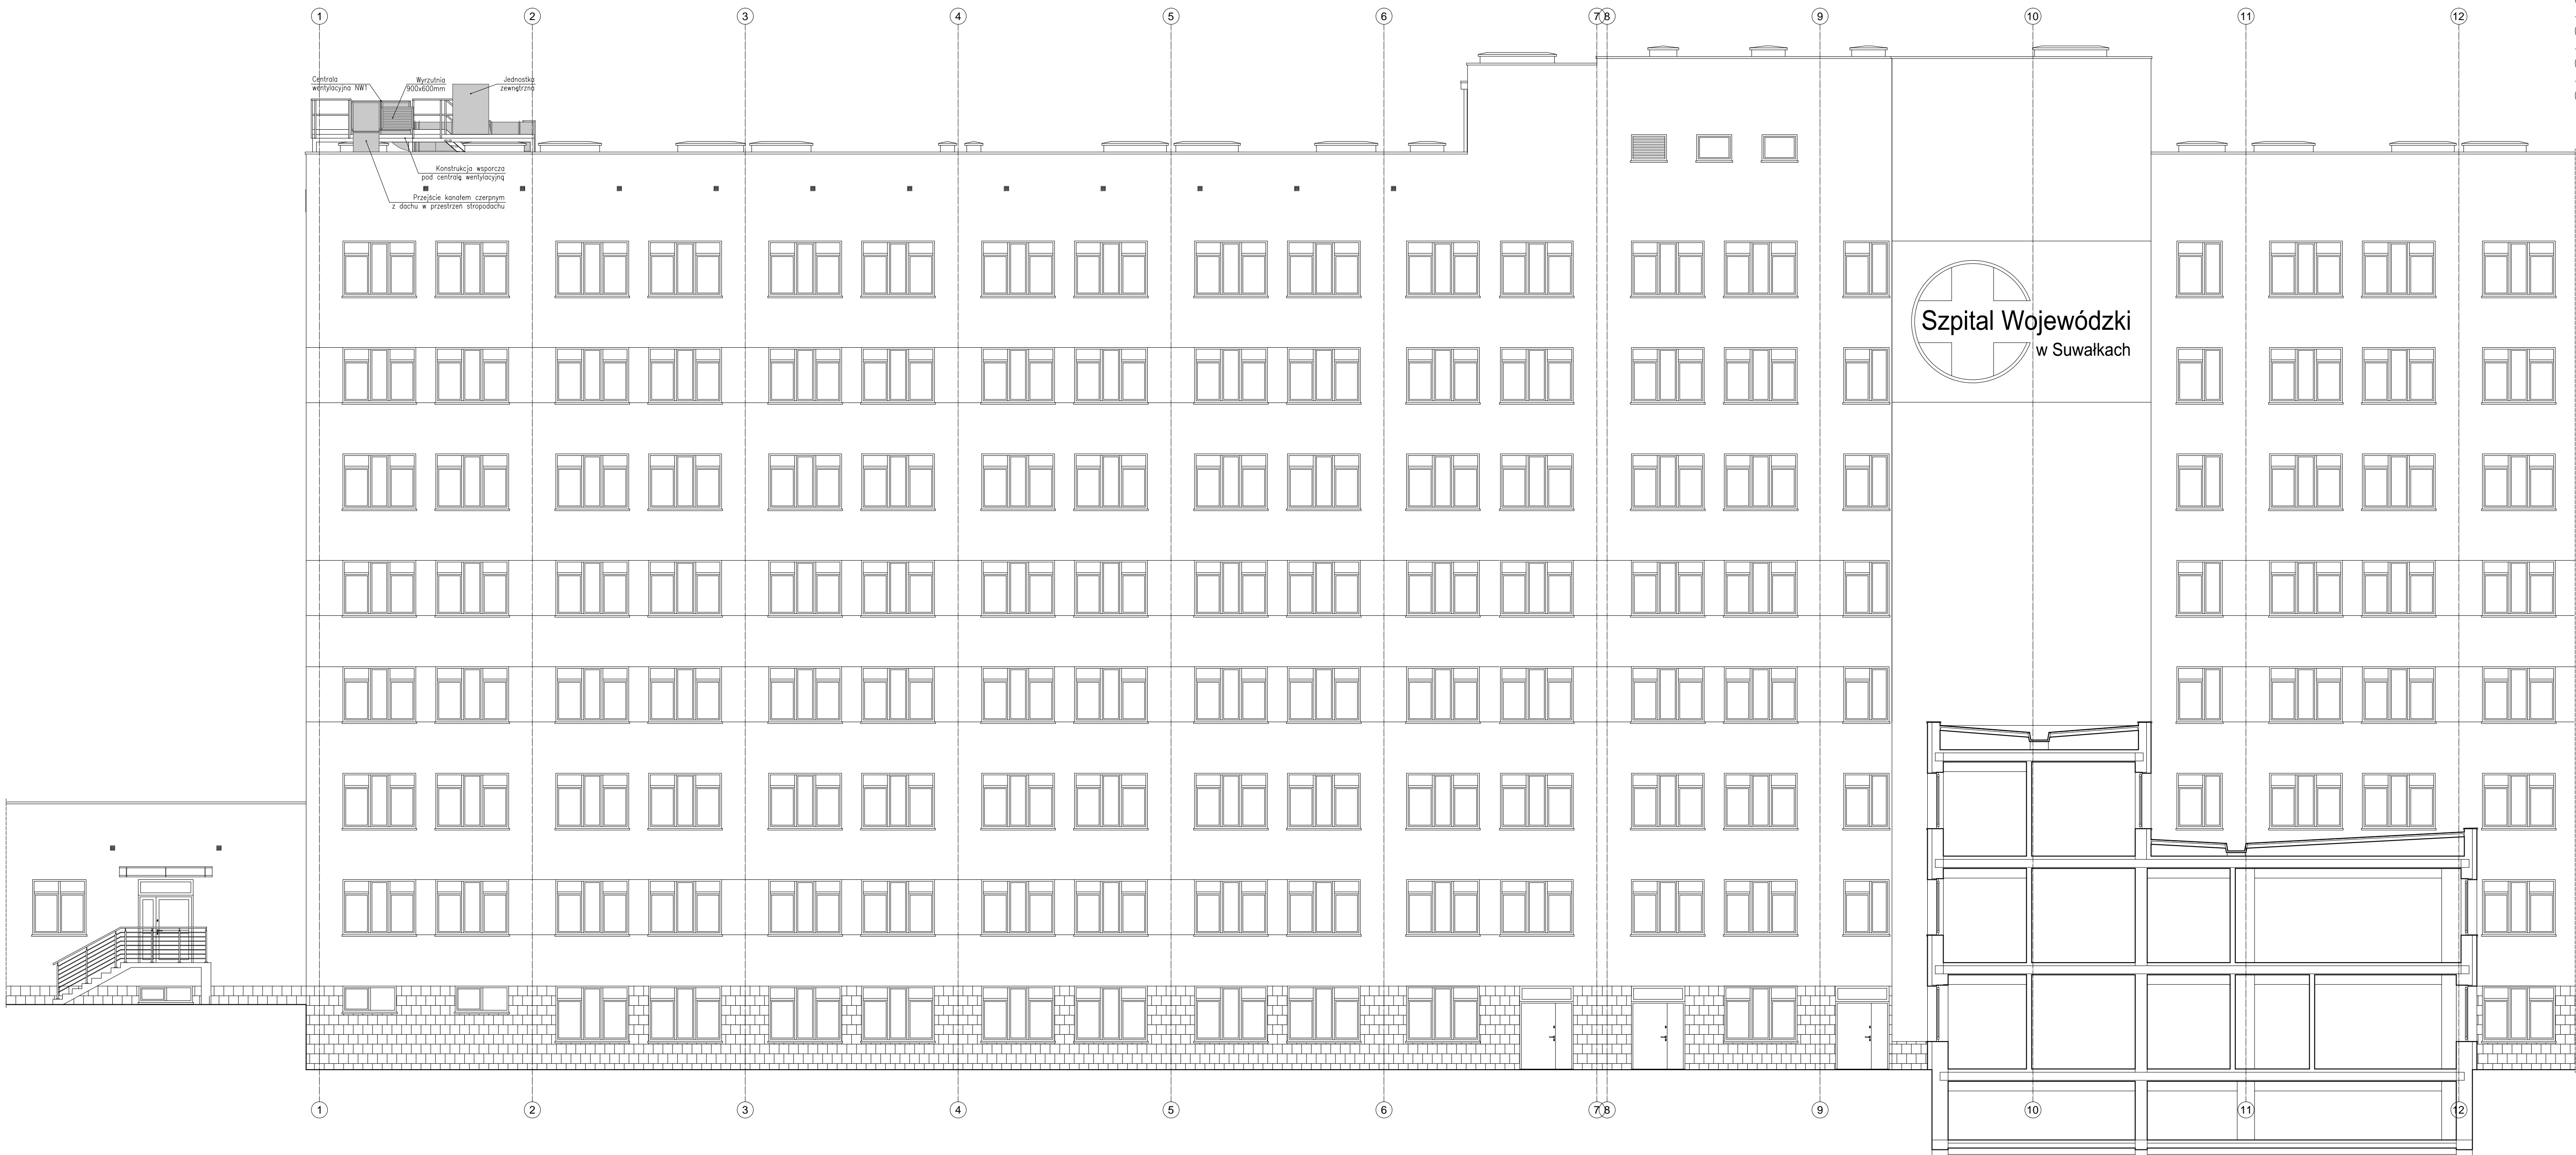 1 2 3 4 5 6 7 8 9 10 11 12
Centrala
wentylacyjna NW1
Wyrzutnia
900x600mm
Jednostka
zewnętrzna
Konstrukcja wsporcza
pod centralę wentylacyjną
Przejście kanałem czerpnym
z dachu w przestrzeń stropodachu
Szpital Wojewódzki
w Suwałkach
1 2 3 4 5 6 7 8 9 10 11 12